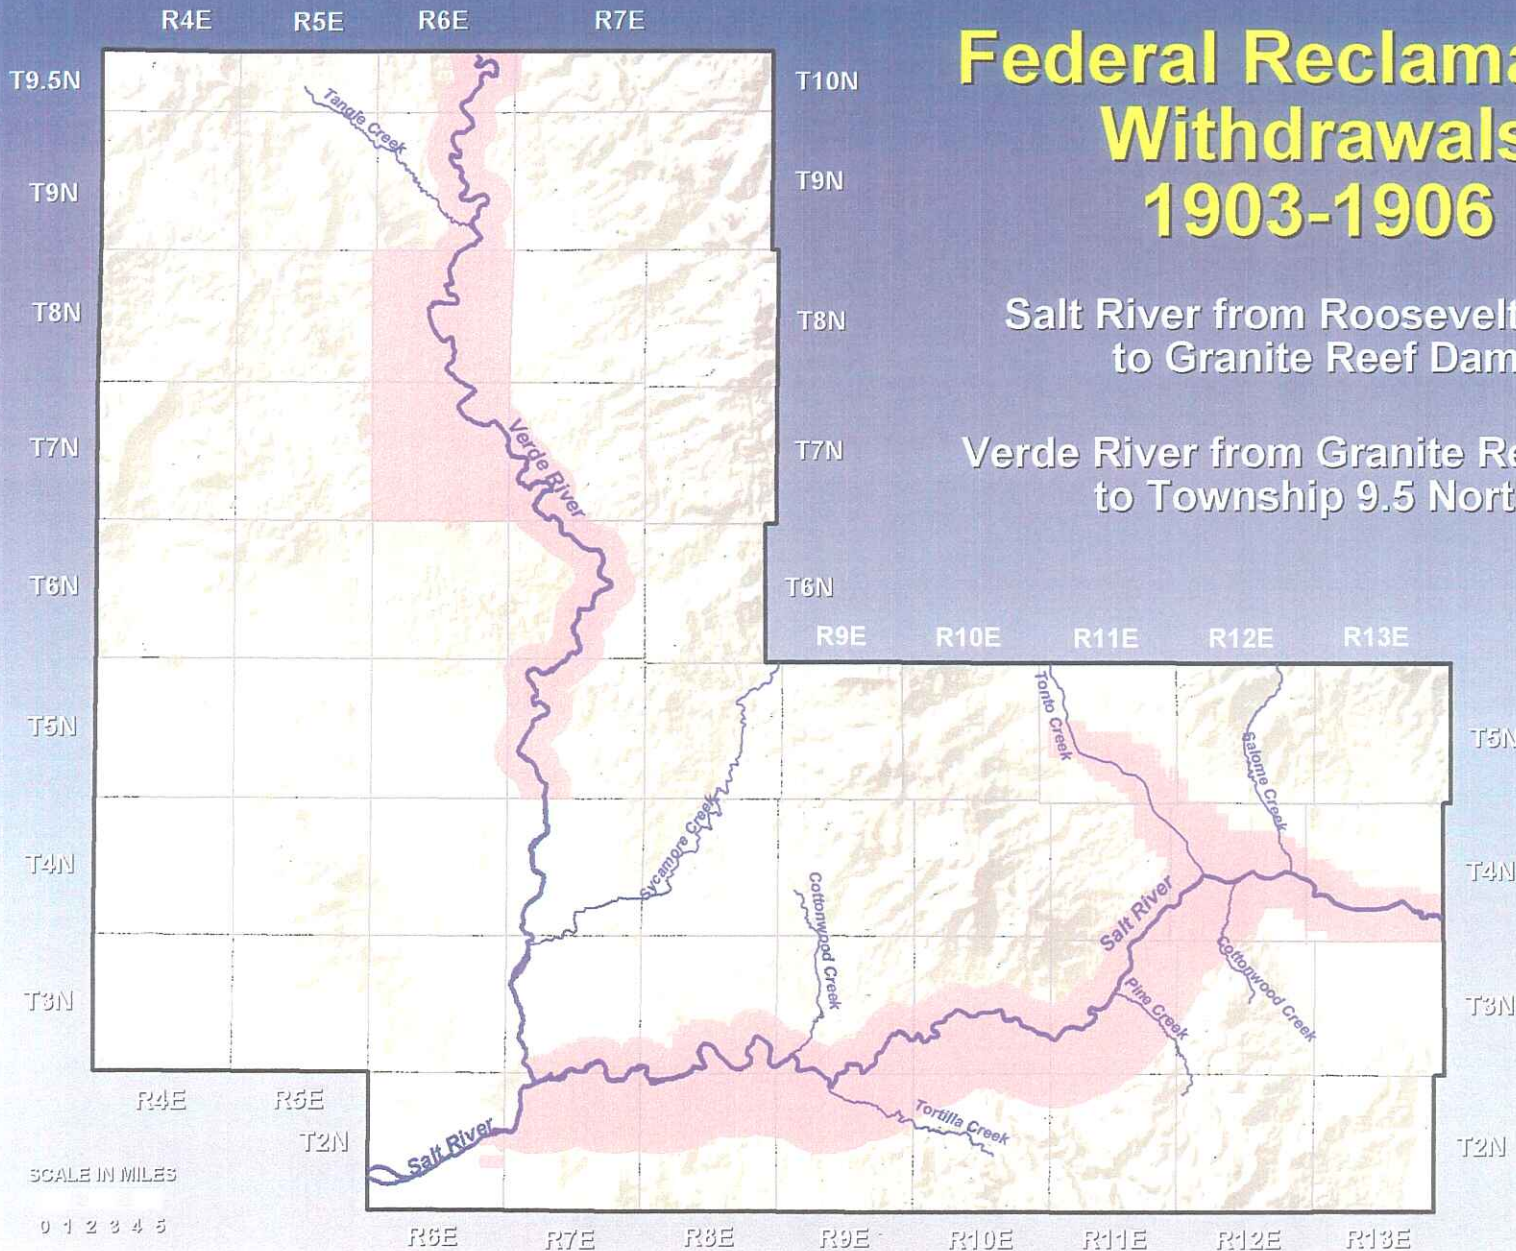 R4E R5E R6E R7E
Federal Reclama
Withdrawals
1903-1906
Salt River from Roosevelt
to Granite Reef Dam
Verde River from Granite Re
to Township 9.5 Nort
T9.5N
T9N
T8N
T7N
T6N
T5N
T4N
T3N
T10N
T9N
T8N
T7N
T6N
R9E R10E R11E R12E R13E
Tangle Creek
Verde River
Sycamore Creek
Cottonwood Creek
Tonto Creek
Salome Creek
Salt River
Pine Creek
Cottonwood Creek
Tortilla Creek
Salt River
T5N
T4N
T3N
T2N
R4E R5E
T2N
SCALE IN MILES
0 1 2 3 4 5
R6E R7E R8E R9E R10E R11E R12E R13E